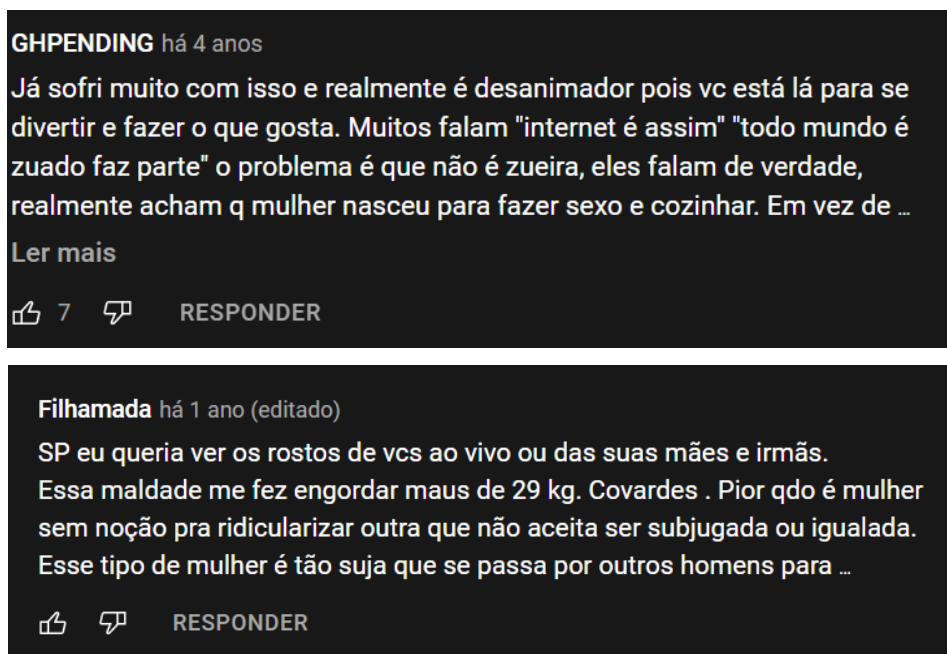 GHPENDING há 4 anos
Já sofri muito com isso e realmente é desanimador pois vc está lá para se
divertir e fazer o que gosta. Muitos falam "internet é assim" "todo mundo é
zuado faz parte" o problema é que não é zueira, eles falam de verdade,
realmente acham q mulher nasceu para fazer sexo e cozinhar. Em vez de ...
Ler mais
7 RESPONDER
Filhamada há 1 ano (editado)
SP eu queria ver os rostos de vcs ao vivo ou das suas mães e irmãs.
Essa maldade me fez engordar maus de 29 kg. Covardes . Pior qdo é mulher
sem noção pra ridicularizar outra que não aceita ser subjugada ou igualada.
Esse tipo de mulher é tão suja que se passa por outros homens para ...
RESPONDER